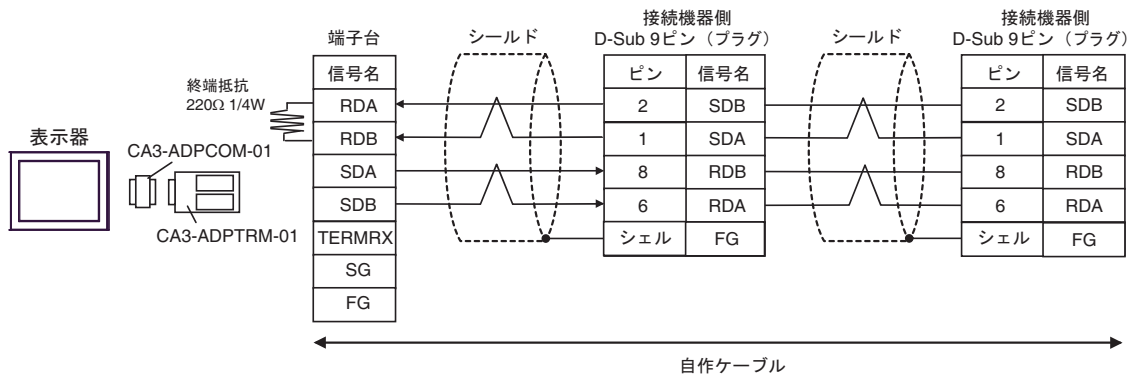 接続機器側
D-Sub 9ピン（プラグ）
接続機器側
D-Sub 9ピン（プラグ）
端子台
シールド
シールド
信号名
ピン 信号名
ピン 信号名
終端抵抗
220Ω 1/4W
RDA
2 SDB
2 SDB
RDB
1 SDA
1 SDA
表示器
CA3-ADPCOM-01
SDA
8 RDB
8 RDB
SDB
6 RDA
6 RDA
CA3-ADPTRM-01
TERMRX
シェル FG
シェル FG
SG
FG
自作ケーブル